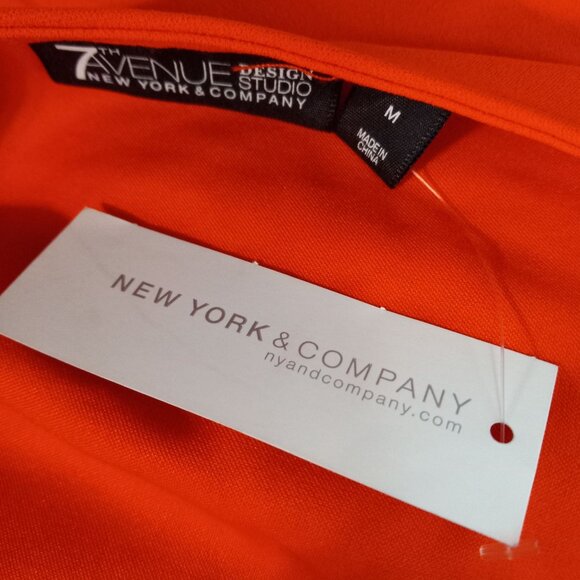 7TH AVENUE DESIGN STUDIO
NEW YORK & COMPANY
M
MADE IN
CHINA
NEW YORK & COMPANY
nyandcompany.com